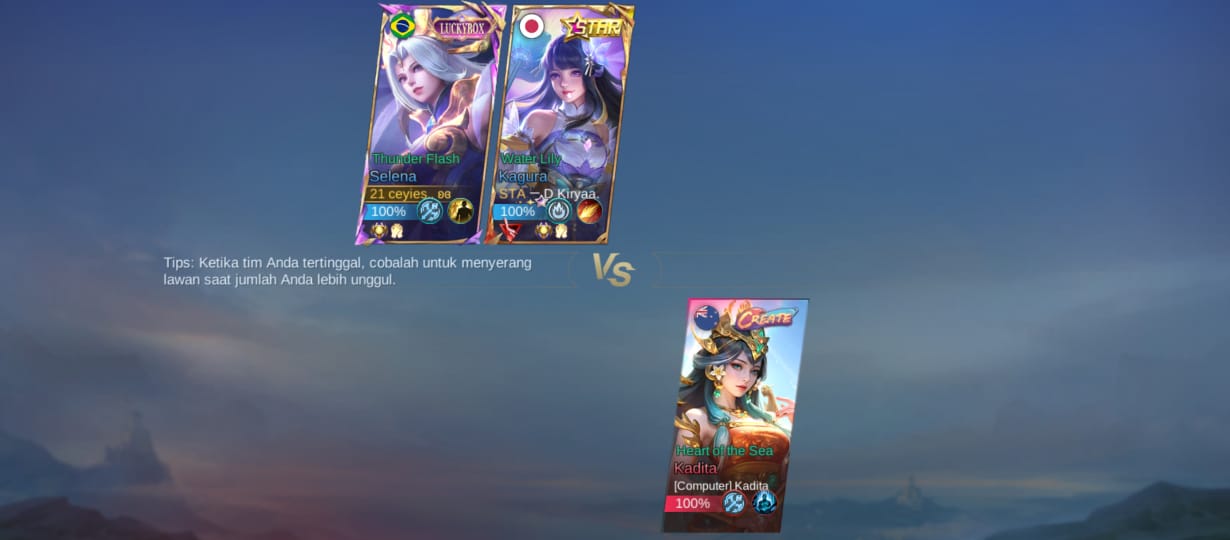 LUCKYBOX
STAR
Thunder Flash
Selena
21 ceyies..
100%
Water Lily
Kagura
STA
D Kiryaa.
100%
Tips: Ketika tim Anda tertinggal, cobalah untuk menyerang
lawan saat jumlah Anda lebih unggul.
VS
CREATE
Heart of the Sea
Kadita
[Computer] Kadita
100%